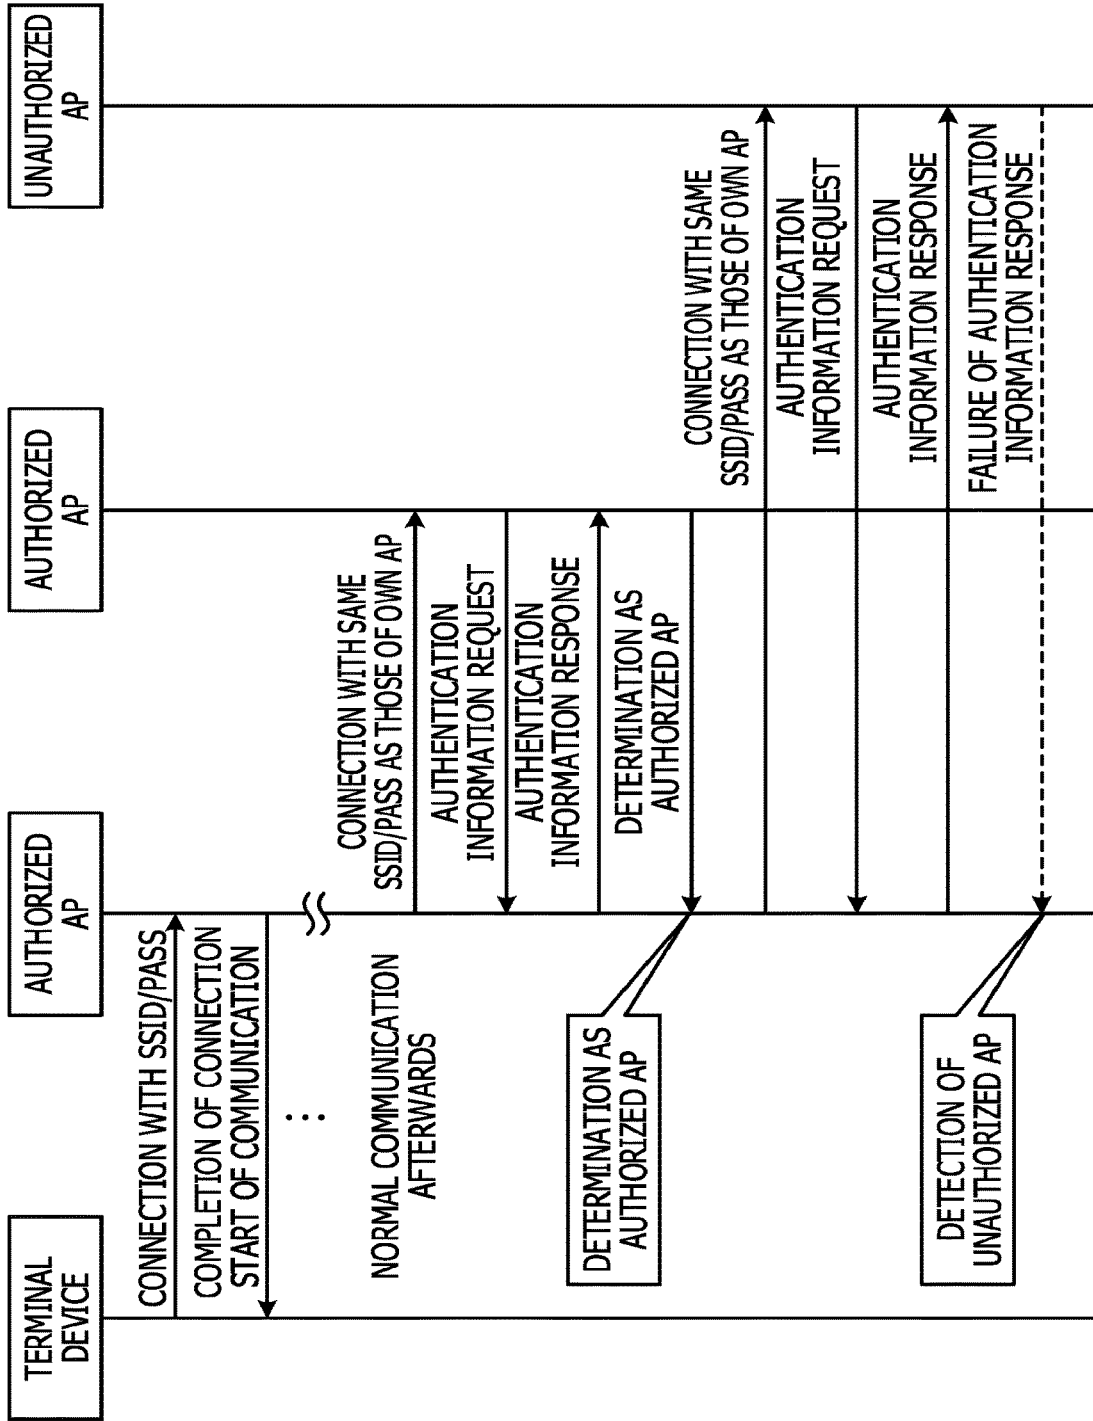 TERMINAL
DEVICE
AUTHORIZED
AP
AUTHORIZED
AP
UNAUTHORIZED
AP
CONNECTION WITH SSID/PASS
COMPLETION OF CONNECTION
START OF COMMUNICATION
...
NORMAL COMMUNICATION
AFTERWARDS
CONNECTION WITH SAME
SSID/PASS AS THOSE OF OWN AP
AUTHENTICATION
INFORMATION REQUEST
AUTHENTICATION
INFORMATION RESPONSE
DETERMINATION AS
AUTHORIZED AP
DETERMINATION AS
AUTHORIZED AP
CONNECTION WITH SAME
SSID/PASS AS THOSE OF OWN AP
AUTHENTICATION
INFORMATION REQUEST
AUTHENTICATION
INFORMATION RESPONSE
FAILURE OF AUTHENTICATION
INFORMATION RESPONSE
DETECTION OF
UNAUTHORIZED AP